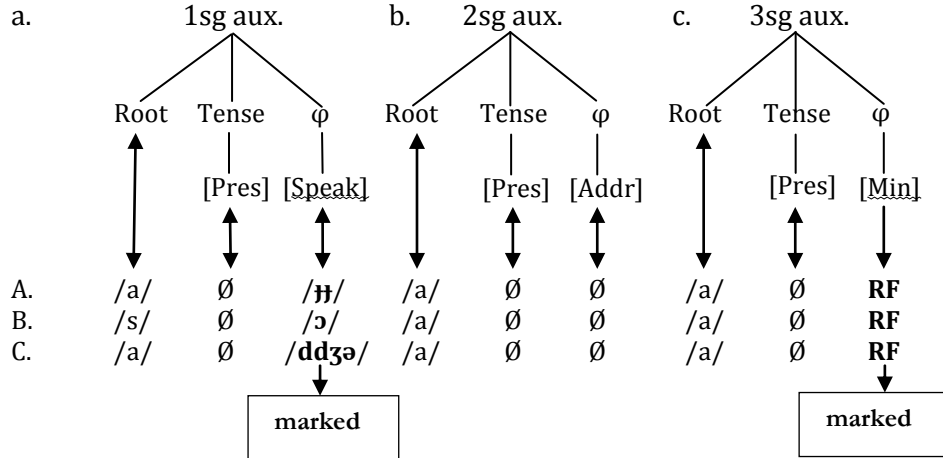 a. 1sg aux. b. 2sg aux. c. 3sg aux.
Root Tense φ Root Tense φ Root Tense φ
[Pres] [Speak] [Pres] [Addr] [Pres] [Min]
A. /a/ Ø /ɟɟ/ /a/ Ø Ø /a/ Ø RF
B. /s/ Ø /ɔ/ /a/ Ø Ø /a/ Ø RF
C. /a/ Ø /ddʒə/ /a/ Ø Ø /a/ Ø RF
marked marked